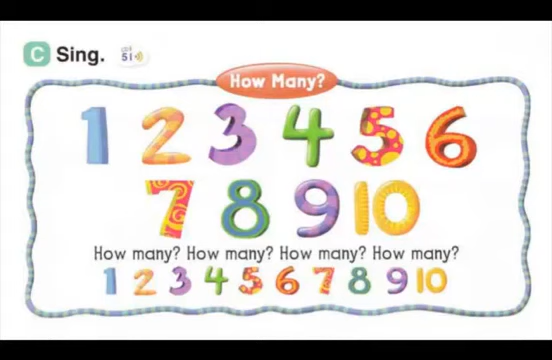 C Sing.
51
How Many?
1 2 3 4 5 6
7 8 9 10
How many? How many? How many? How many?
1 2 3 4 5 6 7 8 9 10